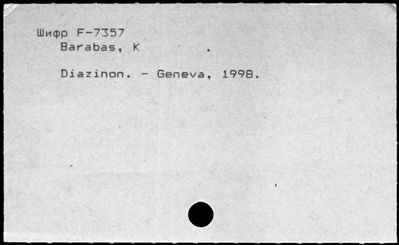 Шифр F-7357
Barabas, K
Diazinon. - Geneva, 1998.